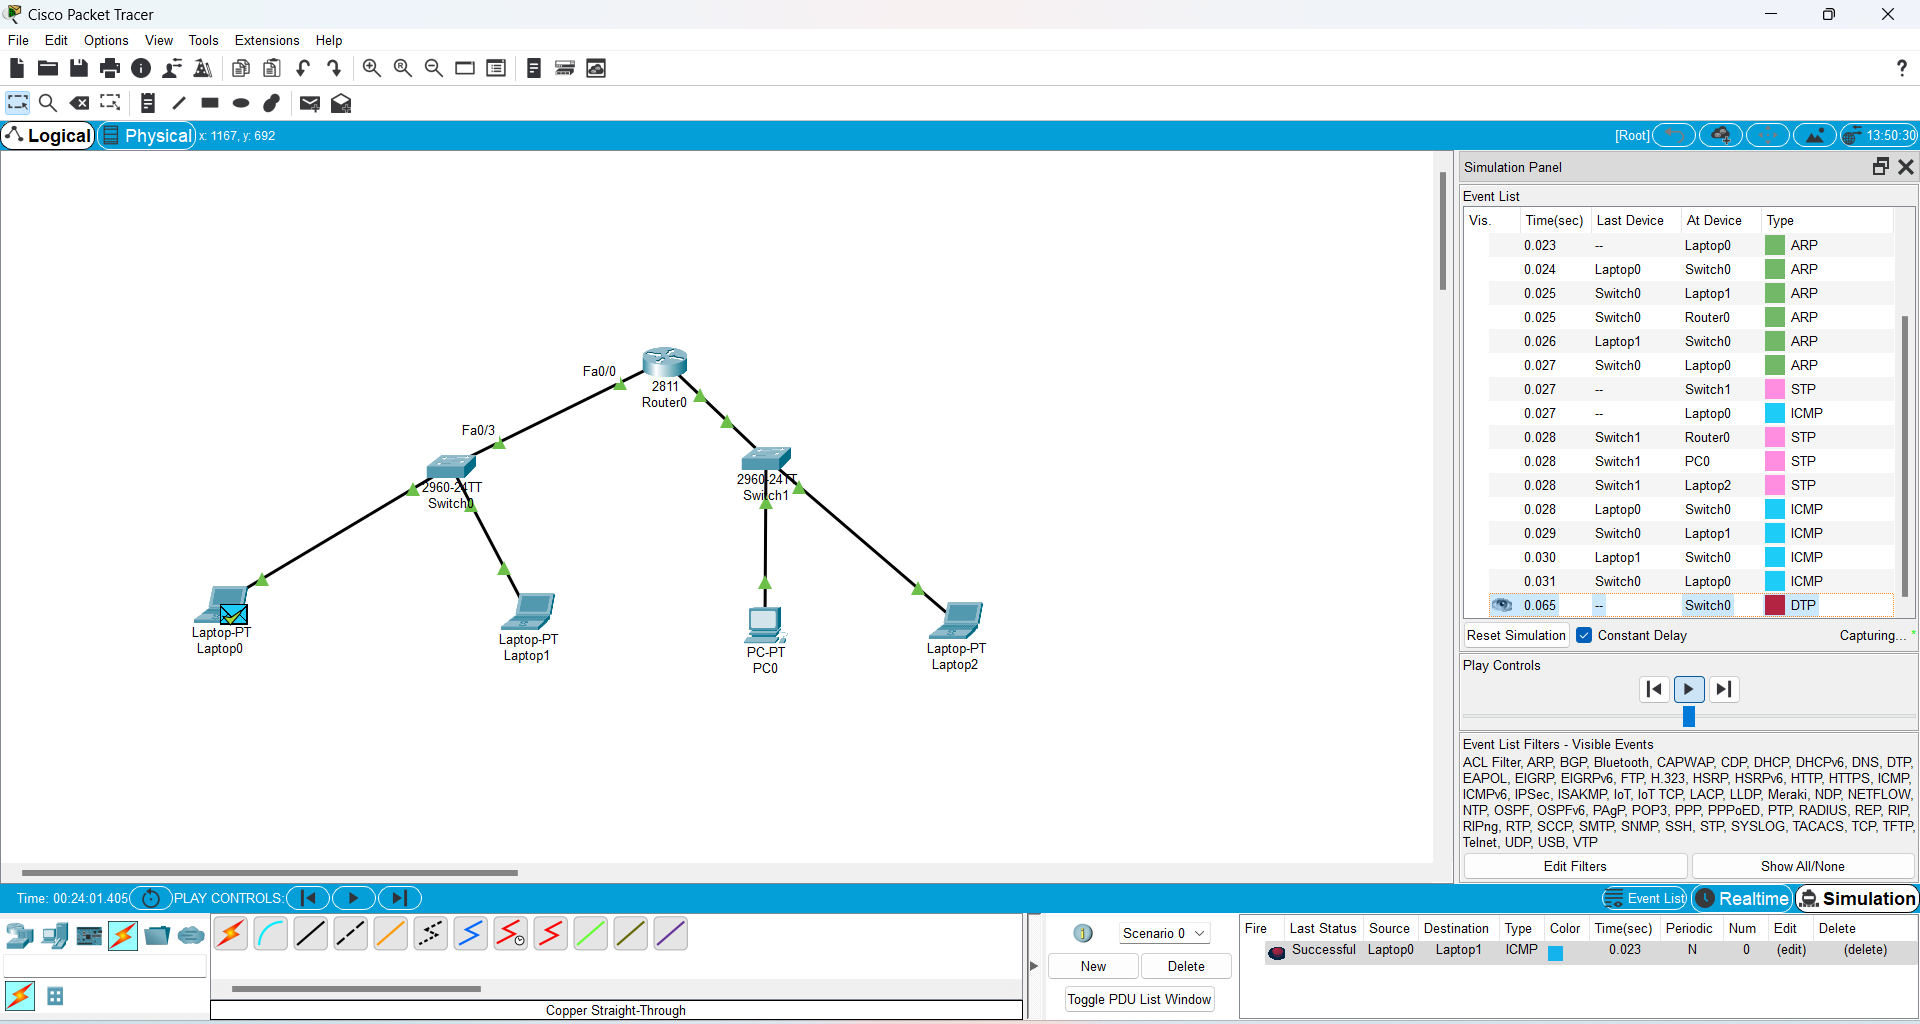 Cisco Packet Tracer
File Edit Options View Tools Extensions Help
?
Logical Physical x: 1167, y: 692 [Root] 13:50:30
Simulation Panel
Event List
Vis. Time(sec) Last Device At Device Type
0.023 -- Laptop0 ARP
0.024 Laptop0 Switch0 ARP
0.025 Switch0 Laptop1 ARP
0.025 Switch0 Router0 ARP
0.026 Laptop1 Switch0 ARP
0.027 Switch0 Laptop0 ARP
0.027 -- Switch1 STP
0.027 -- Laptop0 ICMP
0.028 Switch1 Router0 STP
0.028 Switch1 PC0 STP
0.028 Switch1 Laptop2 STP
0.028 Laptop0 Switch0 ICMP
0.029 Switch0 Laptop1 ICMP
0.030 Laptop1 Switch0 ICMP
0.031 Switch0 Laptop0 ICMP
0.065 -- Switch0 DTP
Reset Simulation Constant Delay Capturing... *
Play Controls
Event List Filters - Visible Events
ACL Filter, ARP, BGP, Bluetooth, CAPWAP, CDP, DHCP, DHCPv6, DNS, DTP,
EAPOL, EIGRP, EIGRPv6, FTP, H.323, HSRP, HSRPv6, HTTP, HTTPS, ICMP,
ICMPv6, IPSec, ISAKMP, IoT, IoT TCP, LACP, LLDP, Meraki, NDP, NETFLOW,
NTP, OSPF, OSPFv6, PAgP, POP3, PPP, PPPoED, PTP, RADIUS, REP, RIP,
RIPng, RTP, SCCP, SMTP, SNMP, SSH, STP, SYSLOG, TACACS, TCP, TFTP,
Telnet, UDP, USB, VTP
Edit Filters Show All/None
Fa0/0
2811
Router0
Fa0/3
2960-24TT
Switch0
2960-24TT
Switch1
Laptop-PT
Laptop0
Laptop-PT
Laptop1
PC-PT
PC0
Laptop-PT
Laptop2
Time: 00:24:01.405 PLAY CONTROLS: Event List Realtime Simulation
Copper Straight-Through
Scenario 0
New Delete
Toggle PDU List Window
Fire Last Status Source Destination Type Color Time(sec) Periodic Num Edit Delete
Successful Laptop0 Laptop1 ICMP 0.023 N 0 (edit) (delete)